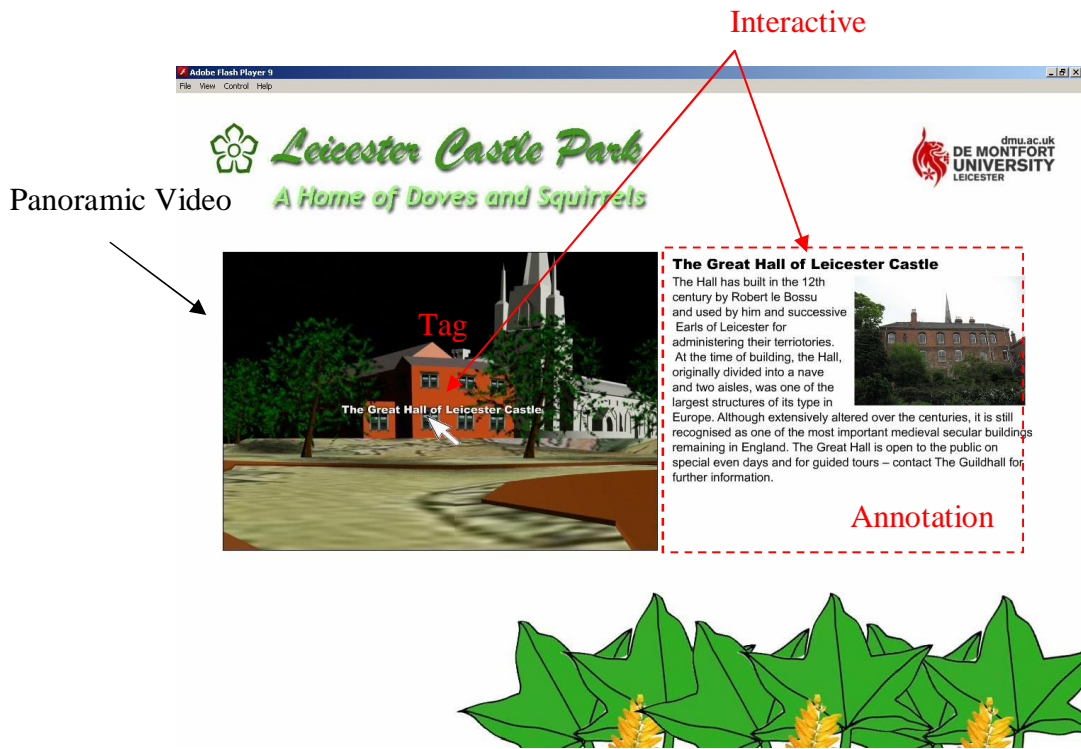 Interactive
Adobe Flash Player 9
File View Control Help
Leicester Castle Park
A Home of Doves and Squirrels
dmu.ac.uk
DE MONTFORT
UNIVERSITY
LEICESTER
Panoramic Video
Tag
The Great Hall of Leicester Castle
The Great Hall of Leicester Castle
The Hall has built in the 12th
century by Robert le Bossu
and used by him and successive
Earls of Leicester for
administering their terriotories.
At the time of building, the Hall,
originally divided into a nave
and two aisles, was one of the
largest structures of its type in
Europe. Although extensively altered over the centuries, it is still
recognised as one of the most important medieval secular buildings
remaining in England. The Great Hall is open to the public on
special even days and for guided tours – contact The Guildhall for
further information.
Annotation